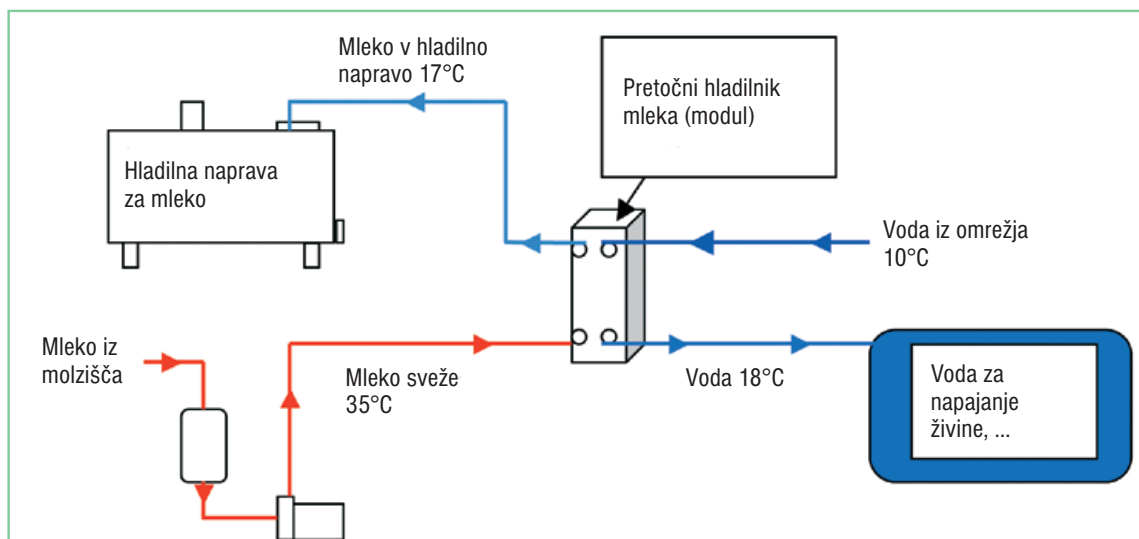 Mleko v hladilno
napravo 17°C
Pretočni hladilnik
mleka (modul)
Hladilna naprava
za mleko
Voda iz omrežja
10°C
Mleko iz
molzišča
Mleko sveže
35°C
Voda 18°C
Voda za
napajanje
živine, ...